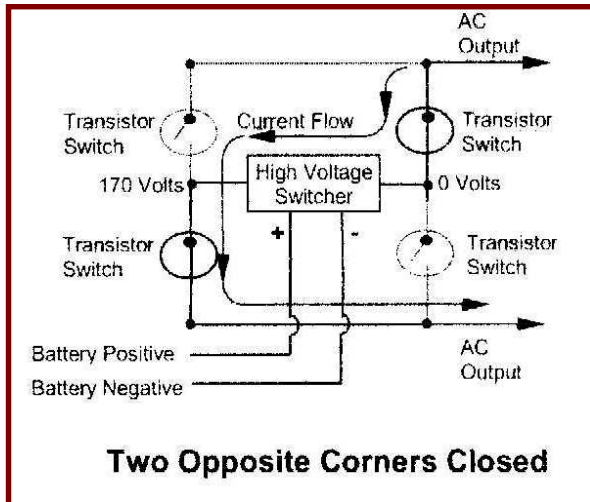 AC
Output
Transistor
Switch
Current Flow
Transistor
Switch
170 Volts
High Voltage
Switcher
0 Volts
+
-
Transistor
Switch
Transistor
Switch
Battery Positive
Battery Negative
AC
Output
Two Opposite Corners Closed